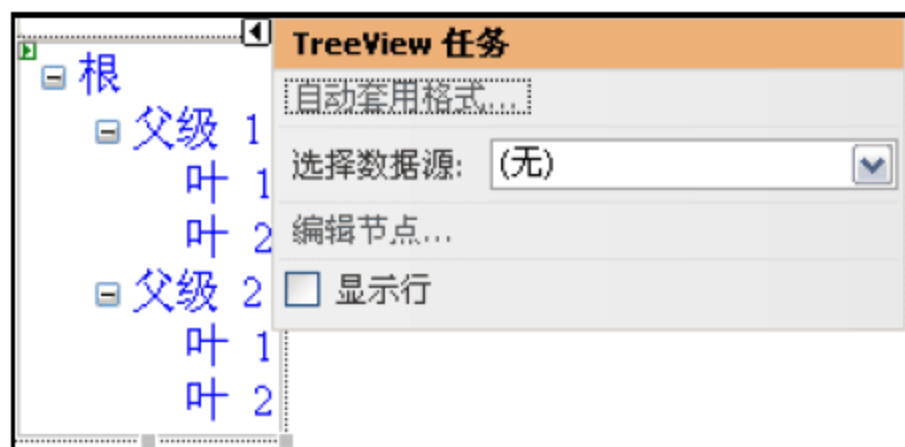 根
父级 1
叶 1
叶 2
父级 2
叶 1
叶 2
TreeView 任务
自动套用格式...
选择数据源: (无)
编辑节点...
显示行